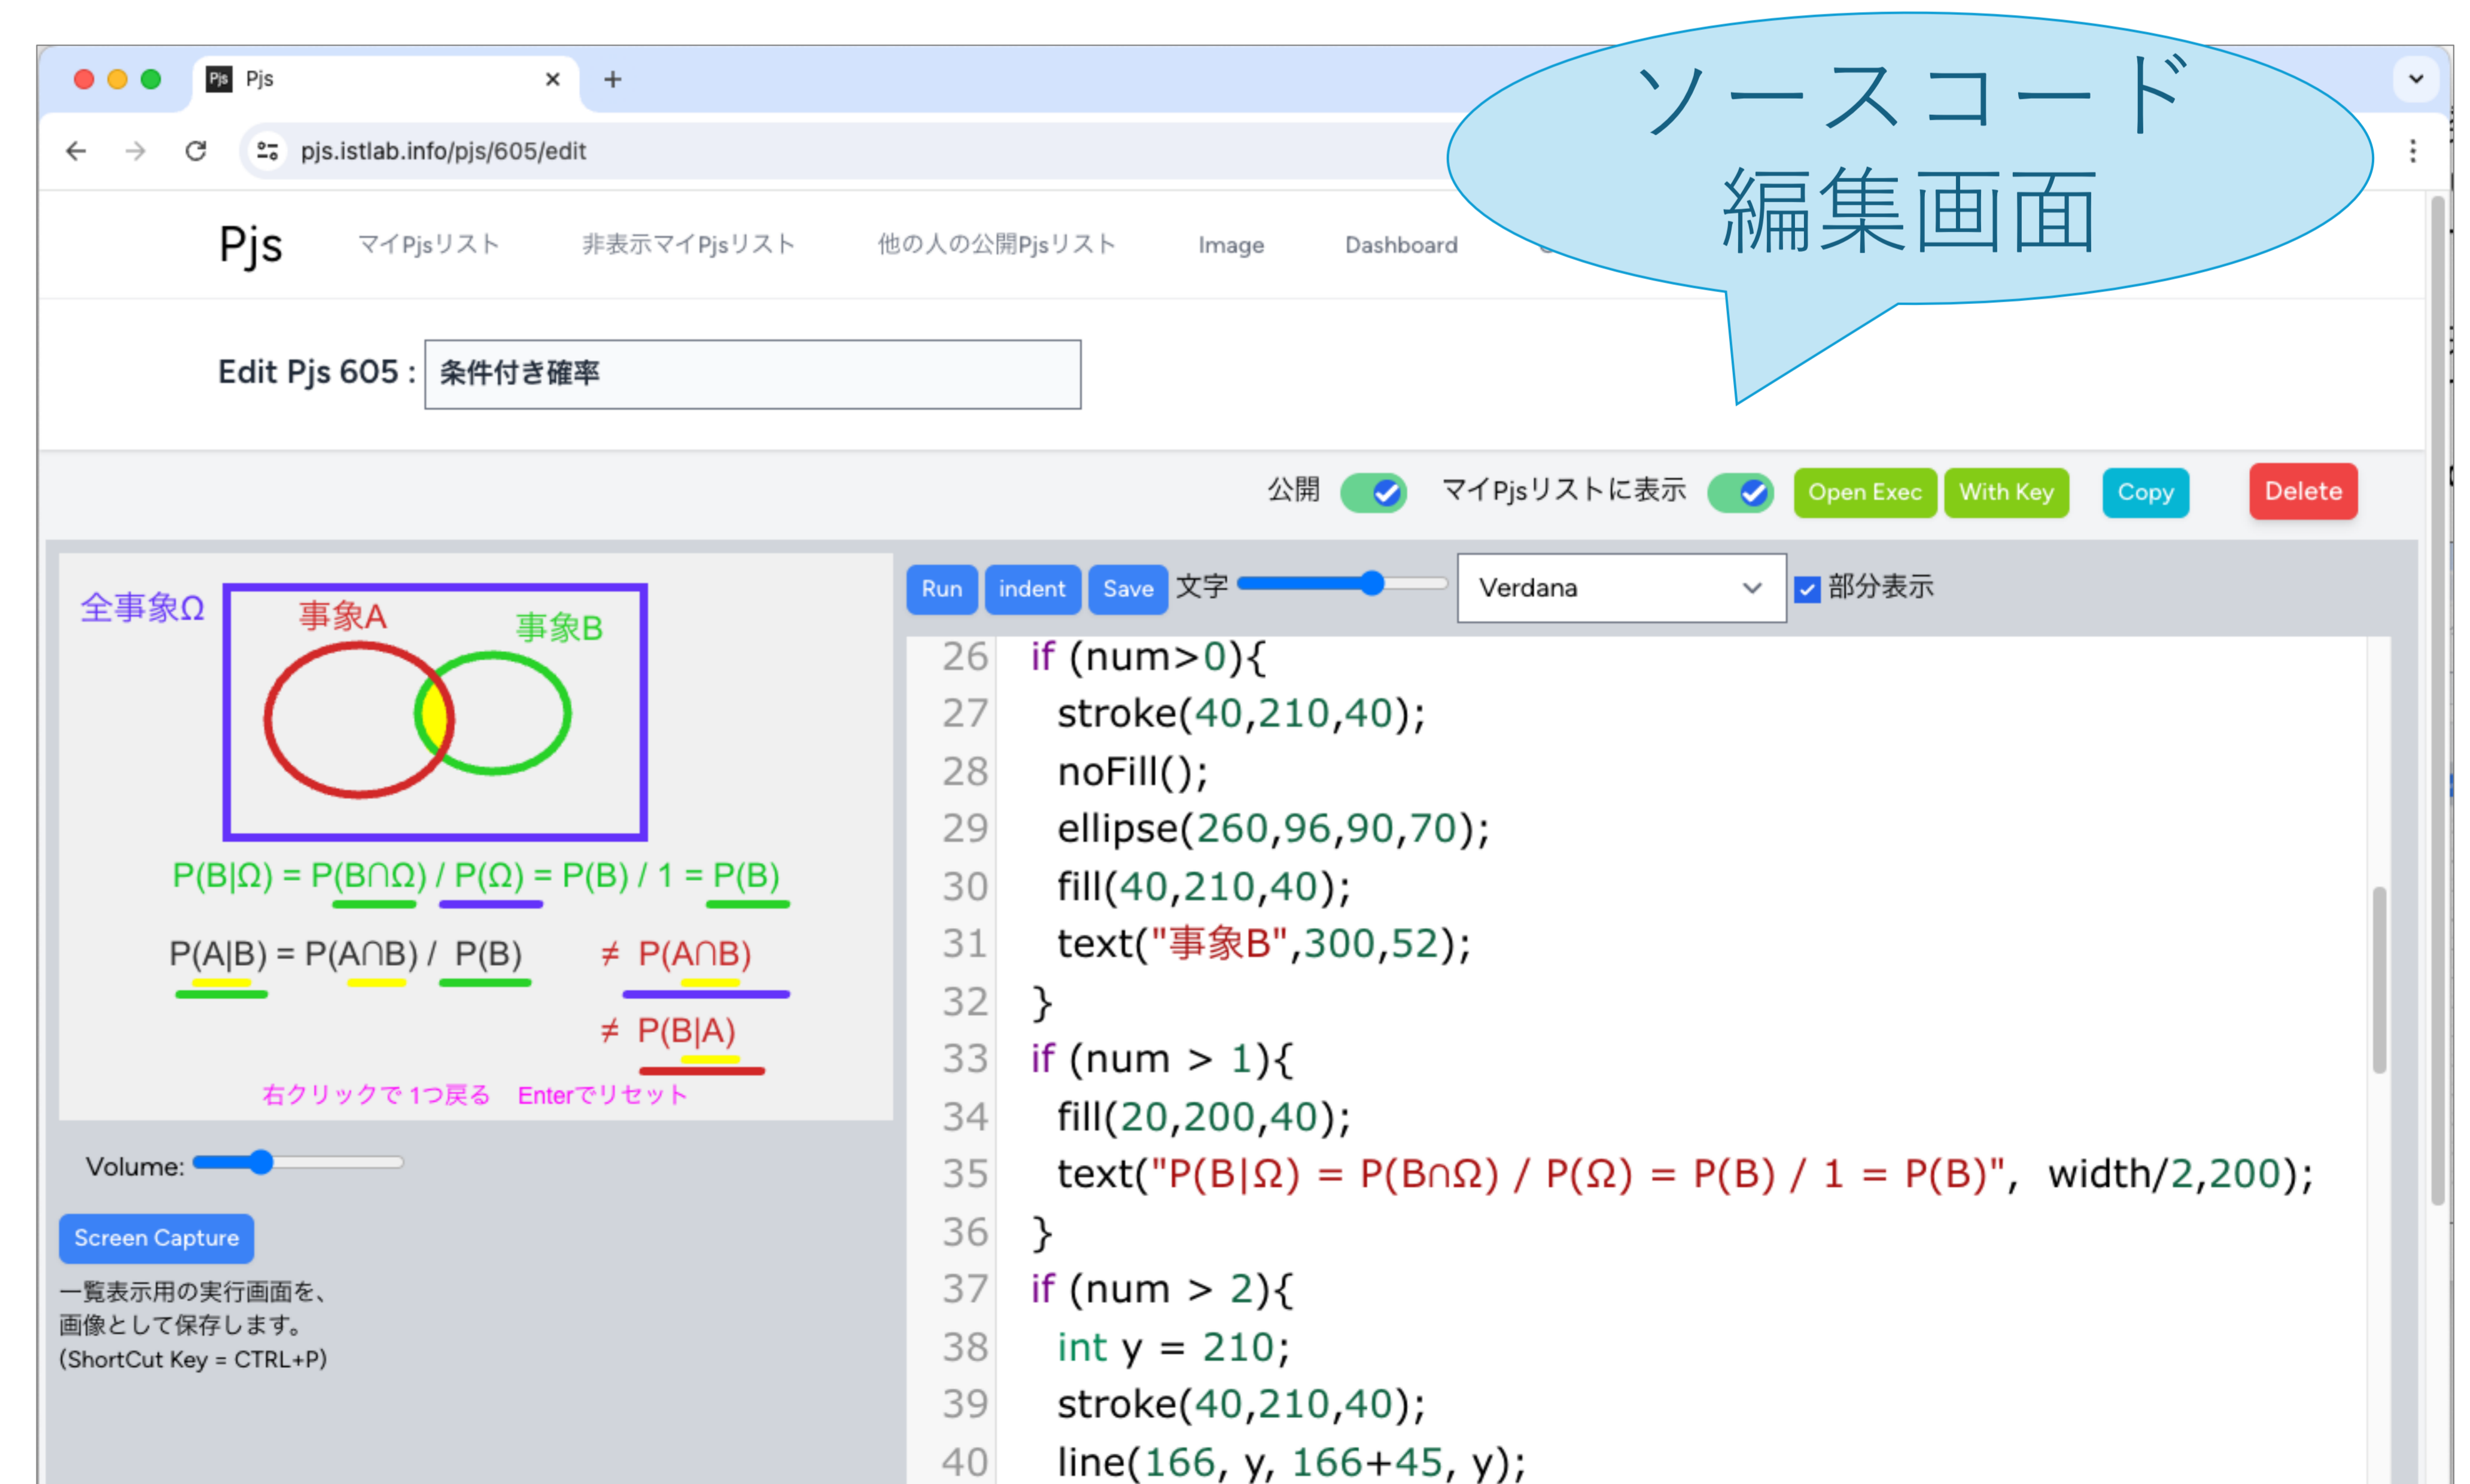 ソースコード
編集画面
Pjs Pjs
pjs.istlab.info/pjs/605/edit
Pjs マイPjsリスト 非表示マイPjsリスト 他の人の公開Pjsリスト Image Dashboard
Edit Pjs 605 : 条件付き確率
公開 マイPjsリストに表示 Open Exec With Key Copy Delete
全事象Ω 事象A 事象B
P(B|Ω) = P(B∩Ω) / P(Ω) = P(B) / 1 = P(B)
P(A|B) = P(A∩B) / P(B) ≠ P(A∩B)
≠ P(B|A)
右クリックで 1つ戻る Enterでリセット
Volume:
Screen Capture
一覧表示用の実行画面を、
画像として保存します。
(ShortCut Key = CTRL+P)
Run indent Save 文字 Verdana 部分表示
26 if (num>0){
27 stroke(40,210,40);
28 noFill();
29 ellipse(260,96,90,70);
30 fill(40,210,40);
31 text("事象B",300,52);
32 }
33 if (num > 1){
34 fill(20,200,40);
35 text("P(B|Ω) = P(B∩Ω) / P(Ω) = P(B) / 1 = P(B)", width/2,200);
36 }
37 if (num > 2){
38 int y = 210;
39 stroke(40,210,40);
40 line(166, y, 166+45, y);